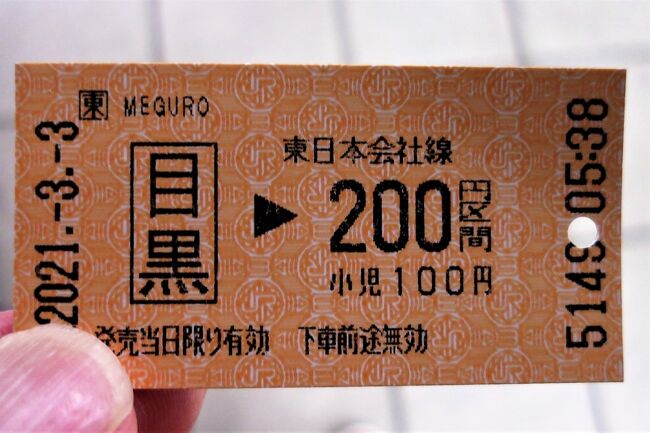 東 MEGURO
目黒
東日本会社線
▶ 200円区間
小児100円
発売当日限り有効 下車前途無効
2021.-3.-3
5149 05:38